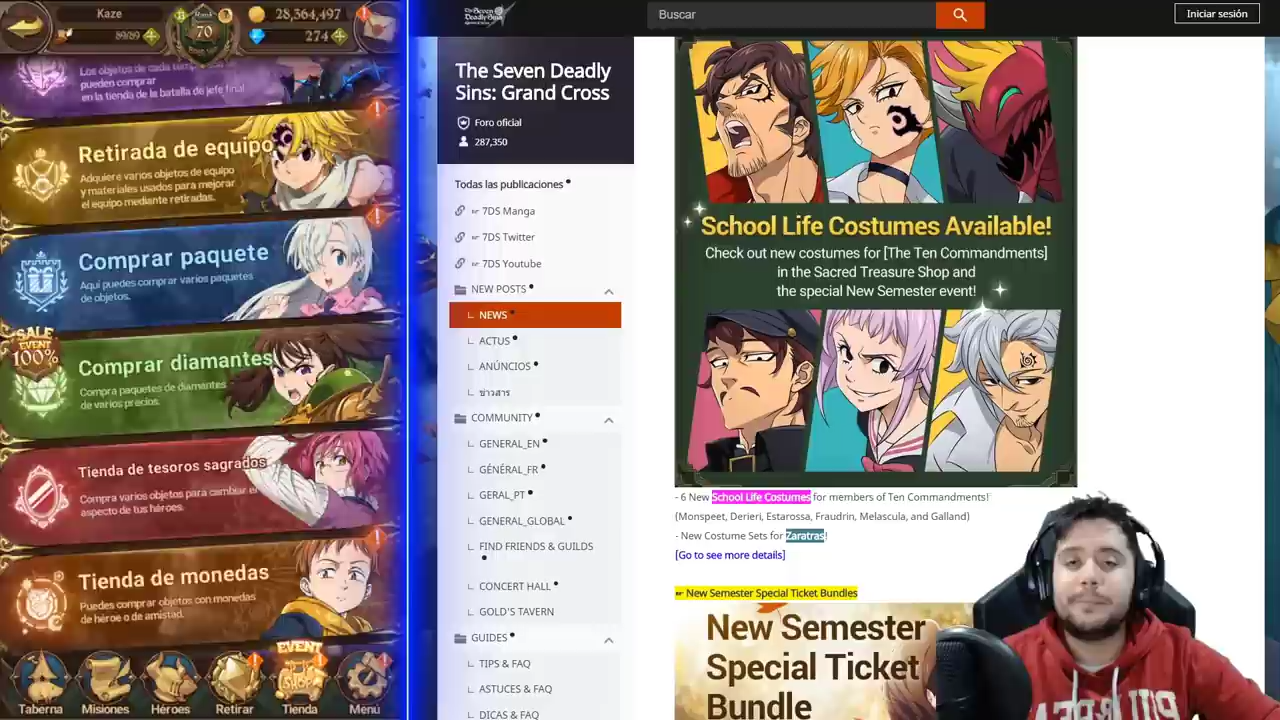 Kaze
Rank
70
89/89
28,364,497
274
Los objetos de cada
pueden comprar
en la tienda de la batalla de jefe final
Retirada de equipo
Adquiere varios objetos de equipo
y materiales usados para mejorar
el equipo mediante retiradas.
Comprar paquete
Aquí puedes comprar varios paquetes
de objetos.
SALE
EVENT
100%
Comprar diamantes
Compra paquetes de diamantes
de varios precios.
Tienda de tesoros sagrados
Compra varios objetos para cambiar el
aspecto de tus héroes.
Tienda de monedas
Puedes comprar objetos con monedas
de héroe o de amistad.
EVENT
SHOP
Taberna
Misiones
Héroes
Retirar
Tienda
Menú
The Seven
Deadly Sins
Buscar
Iniciar sesión
The Seven Deadly
Sins: Grand Cross
Foro oficial
287,350
Todas las publicaciones
☞ 7DS Manga
☞ 7DS Twitter
☞ 7DS Youtube
NEW POSTS
NEWS
ACTUS
ANÚNCIOS
ข่าวสาร
COMMUNITY
GENERAL_EN
GÉNÉRAL_FR
GERAL_PT
GENERAL_GLOBAL
FIND FRIENDS & GUILDS
CONCERT HALL
GOLD'S TAVERN
GUIDES
TIPS & FAQ
ASTUCES & FAQ
DICAS & FAQ
School Life Costumes Available!
Check out new costumes for [The Ten Commandments]
in the Sacred Treasure Shop and
the special New Semester event!
- 6 New School Life Costumes for members of Ten Commandments!
(Monspeet, Derieri, Estarossa, Fraudrin, Melascula, and Galland)
- New Costume Sets for Zaratras!
[Go to see more details]
☞ New Semester Special Ticket Bundles
New Semester
Special Ticket
Bundle